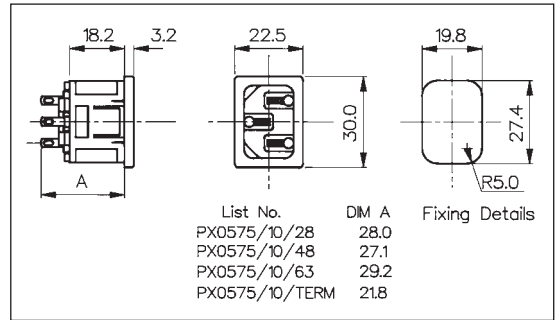 18.2
3.2
22.5
19.8
30.0
27.4
A
R5.0
List No. DIM A
Fixing Details
PX0575/10/28 28.0
PX0575/10/48 27.1
PX0575/10/63 29.2
PX0575/10/TERM 21.8